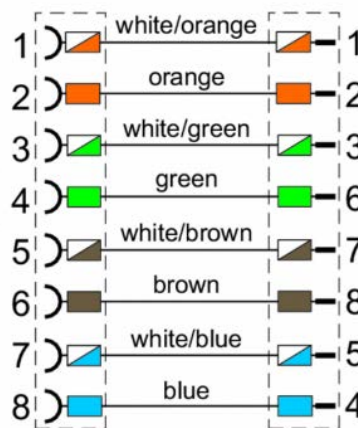 1 white/orange 1
2 orange 2
3 white/green 3
4 green 6
5 white/brown 7
6 brown 8
7 white/blue 5
8 blue 4